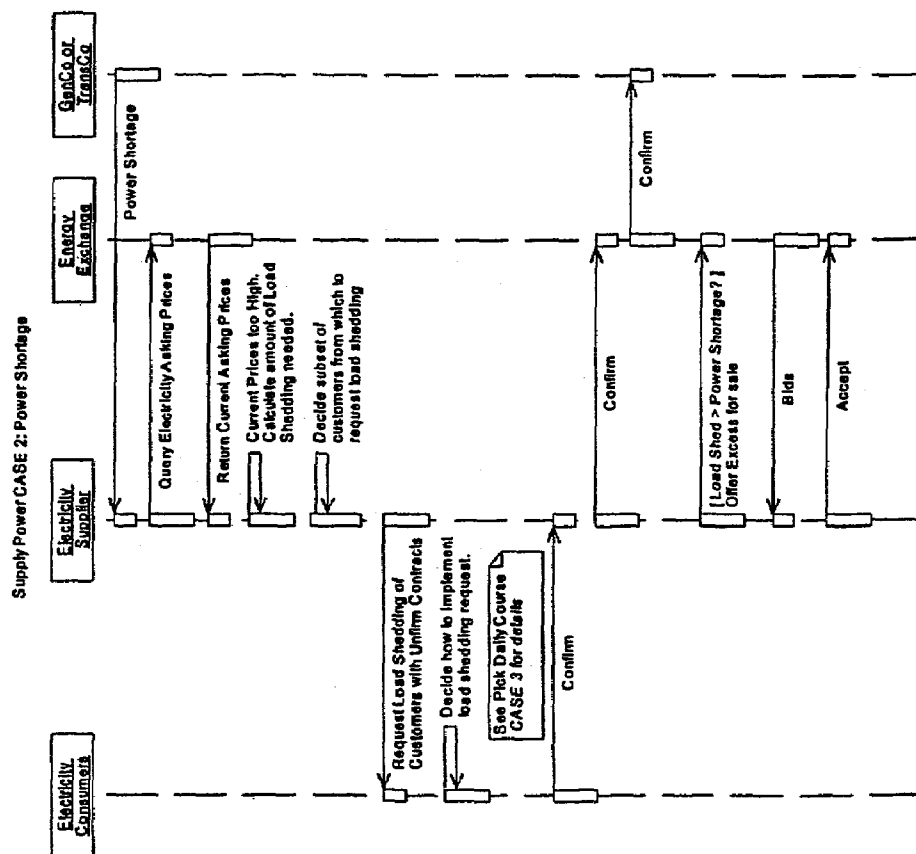 Supply Power CASE 2: Power Shortage
Electricity
Consumers
Electricity
Supplier
Energy
Exchange
GenCo or
TransCo
Power Shortage
Query Electricity Asking Prices
Return Current Asking Prices
Current Prices too High.
Calculate amount of Load
Shedding needed.
Decide subset of
customers from which to
request load shedding
Request Load Shedding of
Customers with Unfirm Contracts
Decide how to implement
load shedding request.
See Pick Daily Course
CASE 3 for details
Confirm
Confirm
Confirm
[ Load Shed > Power Shortage? ]
Offer Excess for sale
Bids
Accept